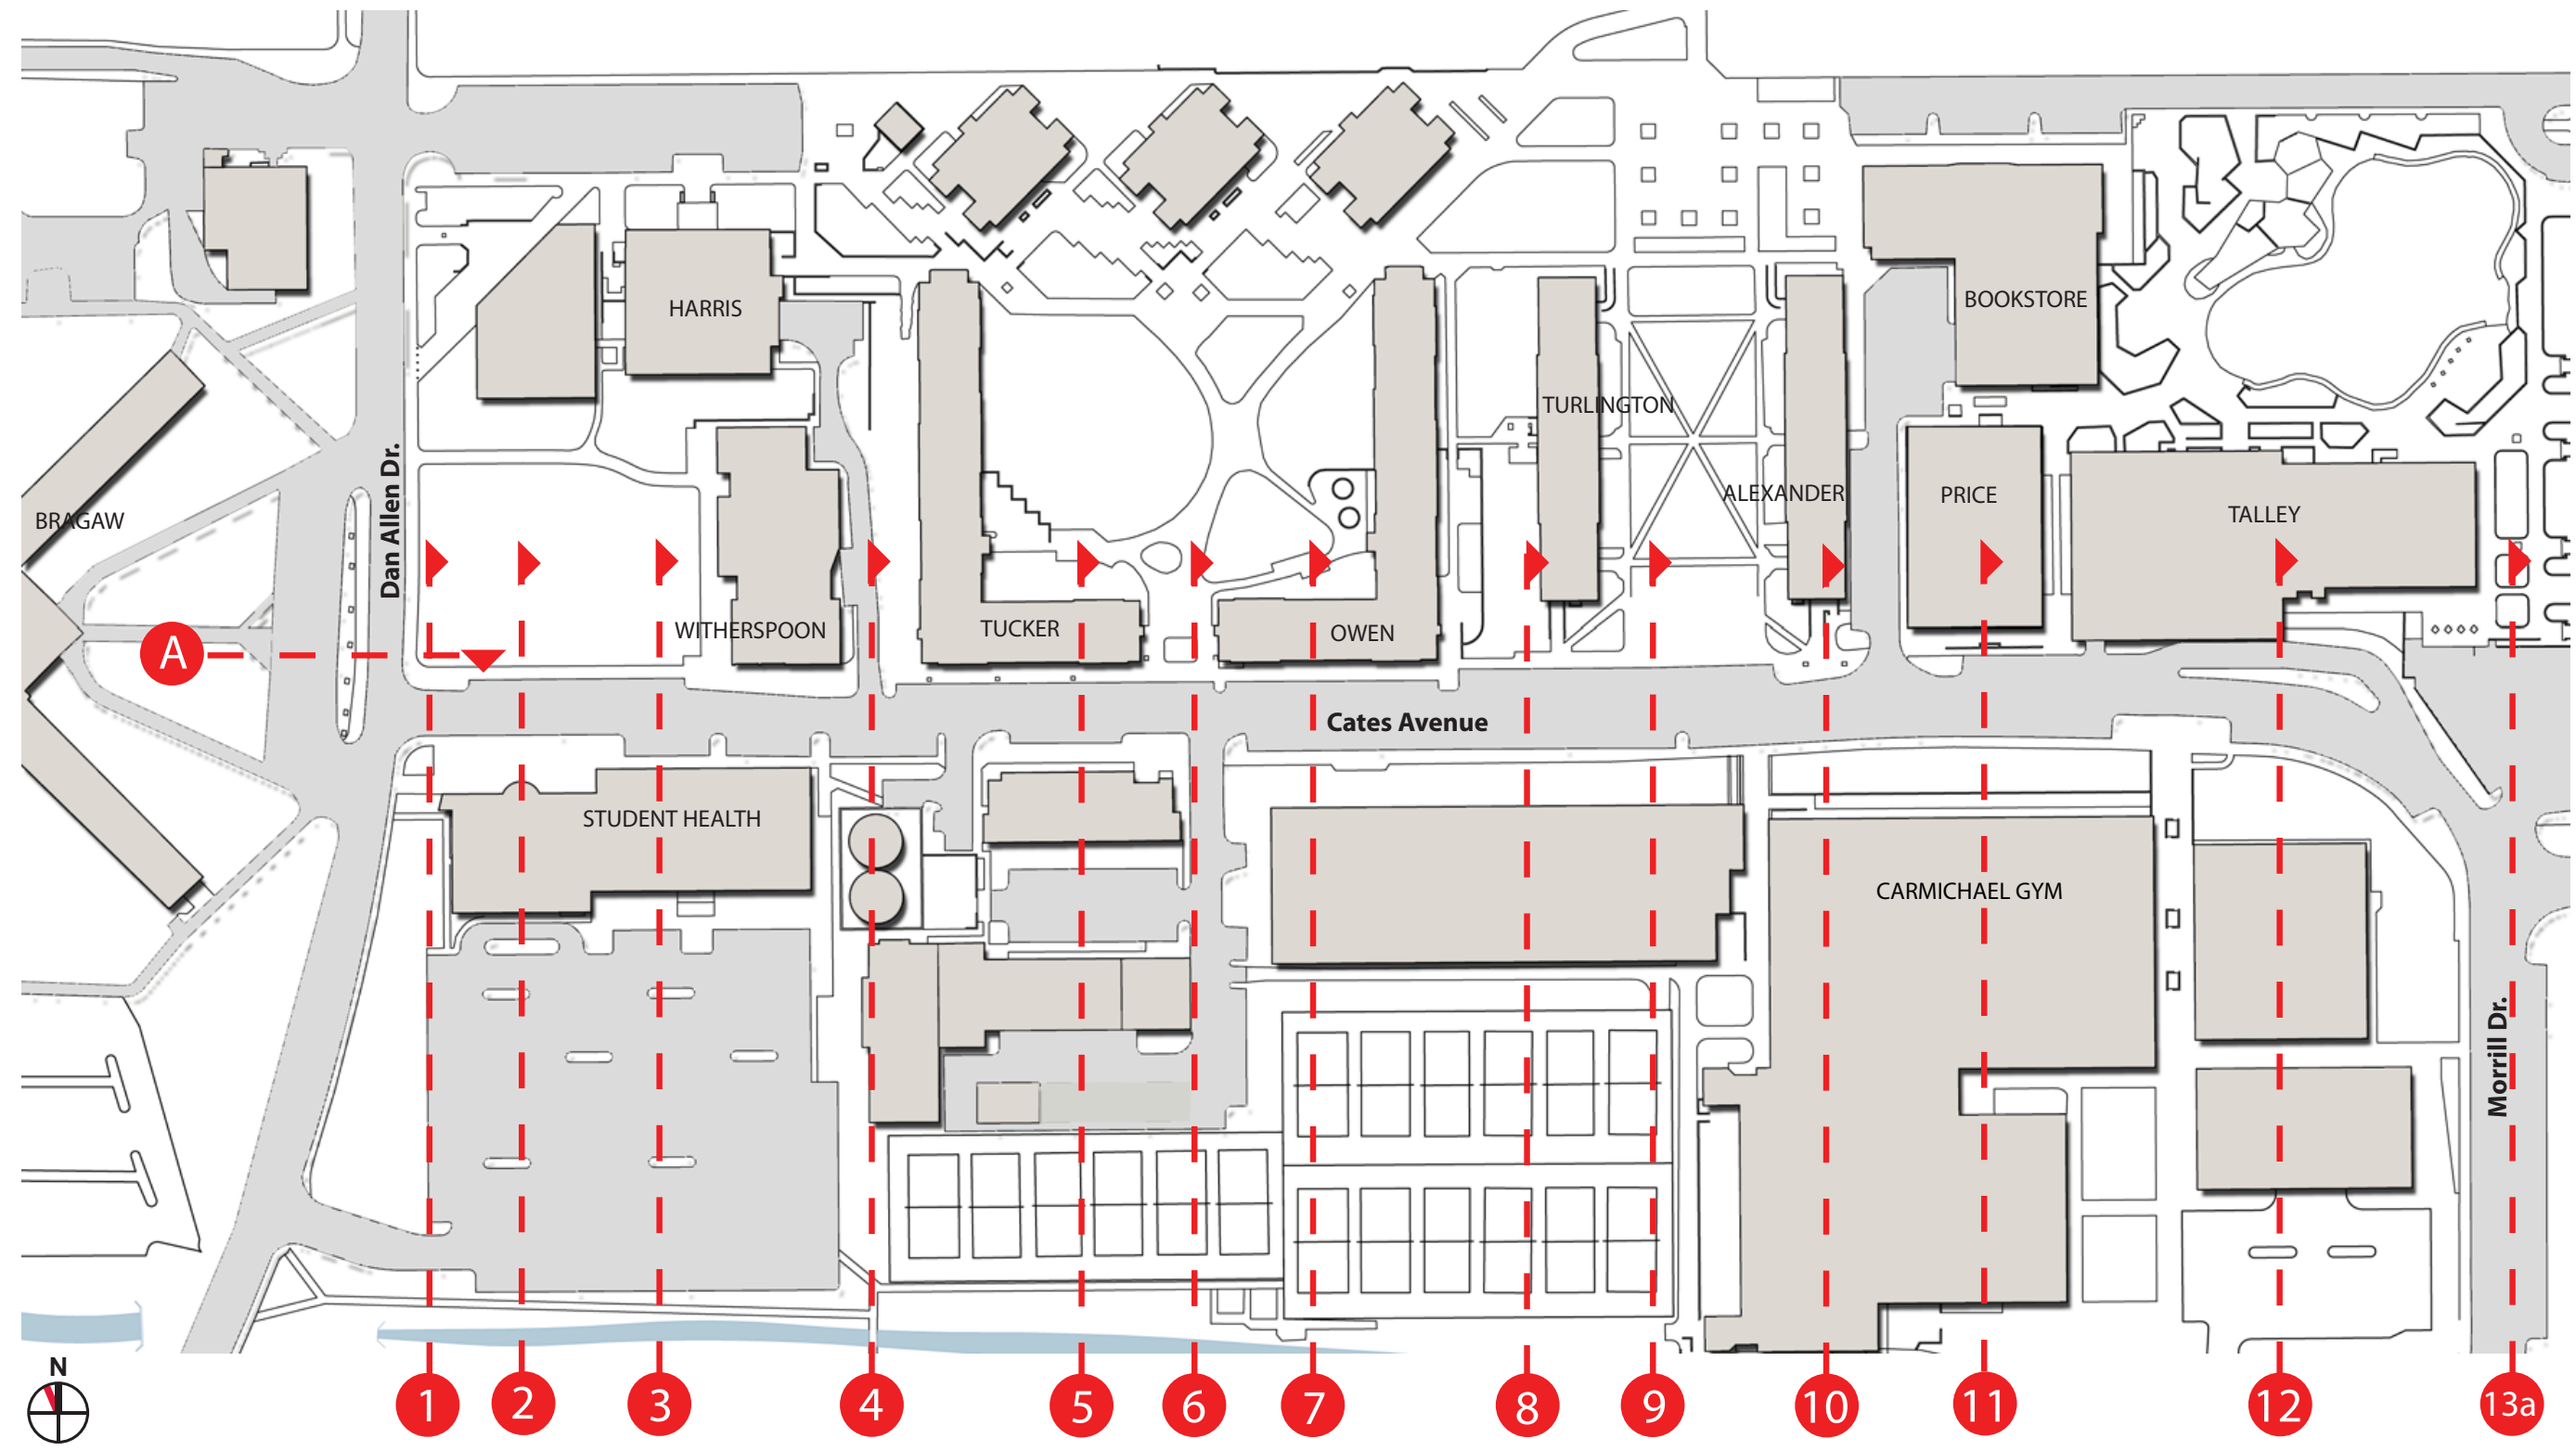 HARRIS
BOOKSTORE
TURLINGTON
Dan Allen Dr.
BRAGAW
ALEXANDER
PRICE
TALLEY
A
WITHERSPOON
TUCKER
OWEN
Cates Avenue
STUDENT HEALTH
CARMICHAEL GYM
Morrill Dr.
N
1
2
3
4
5
6
7
8
9
10
11
12
13a